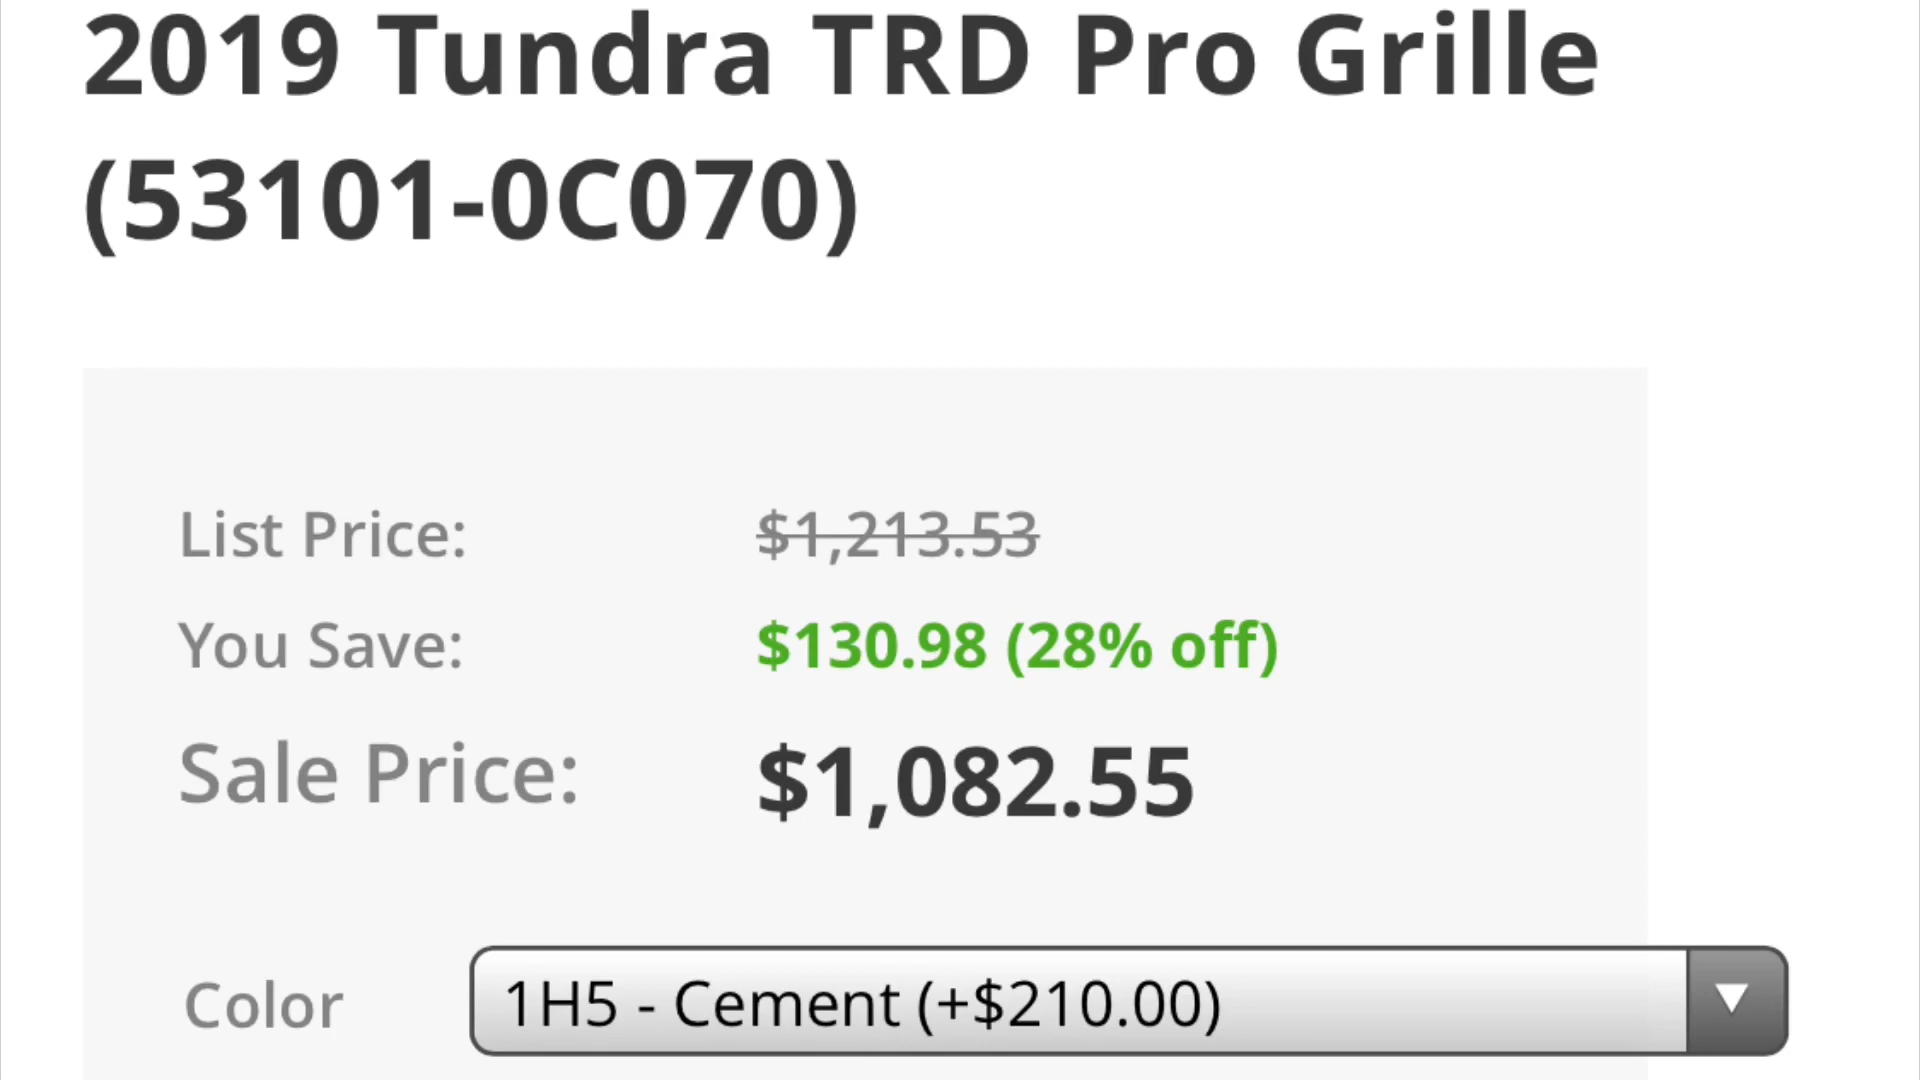 2019 Tundra TRD Pro Grille
(53101-0C070)
List Price: $1,213.53
You Save: $130.98 (28% off)
Sale Price: $1,082.55
Color 1H5 - Cement (+$210.00)